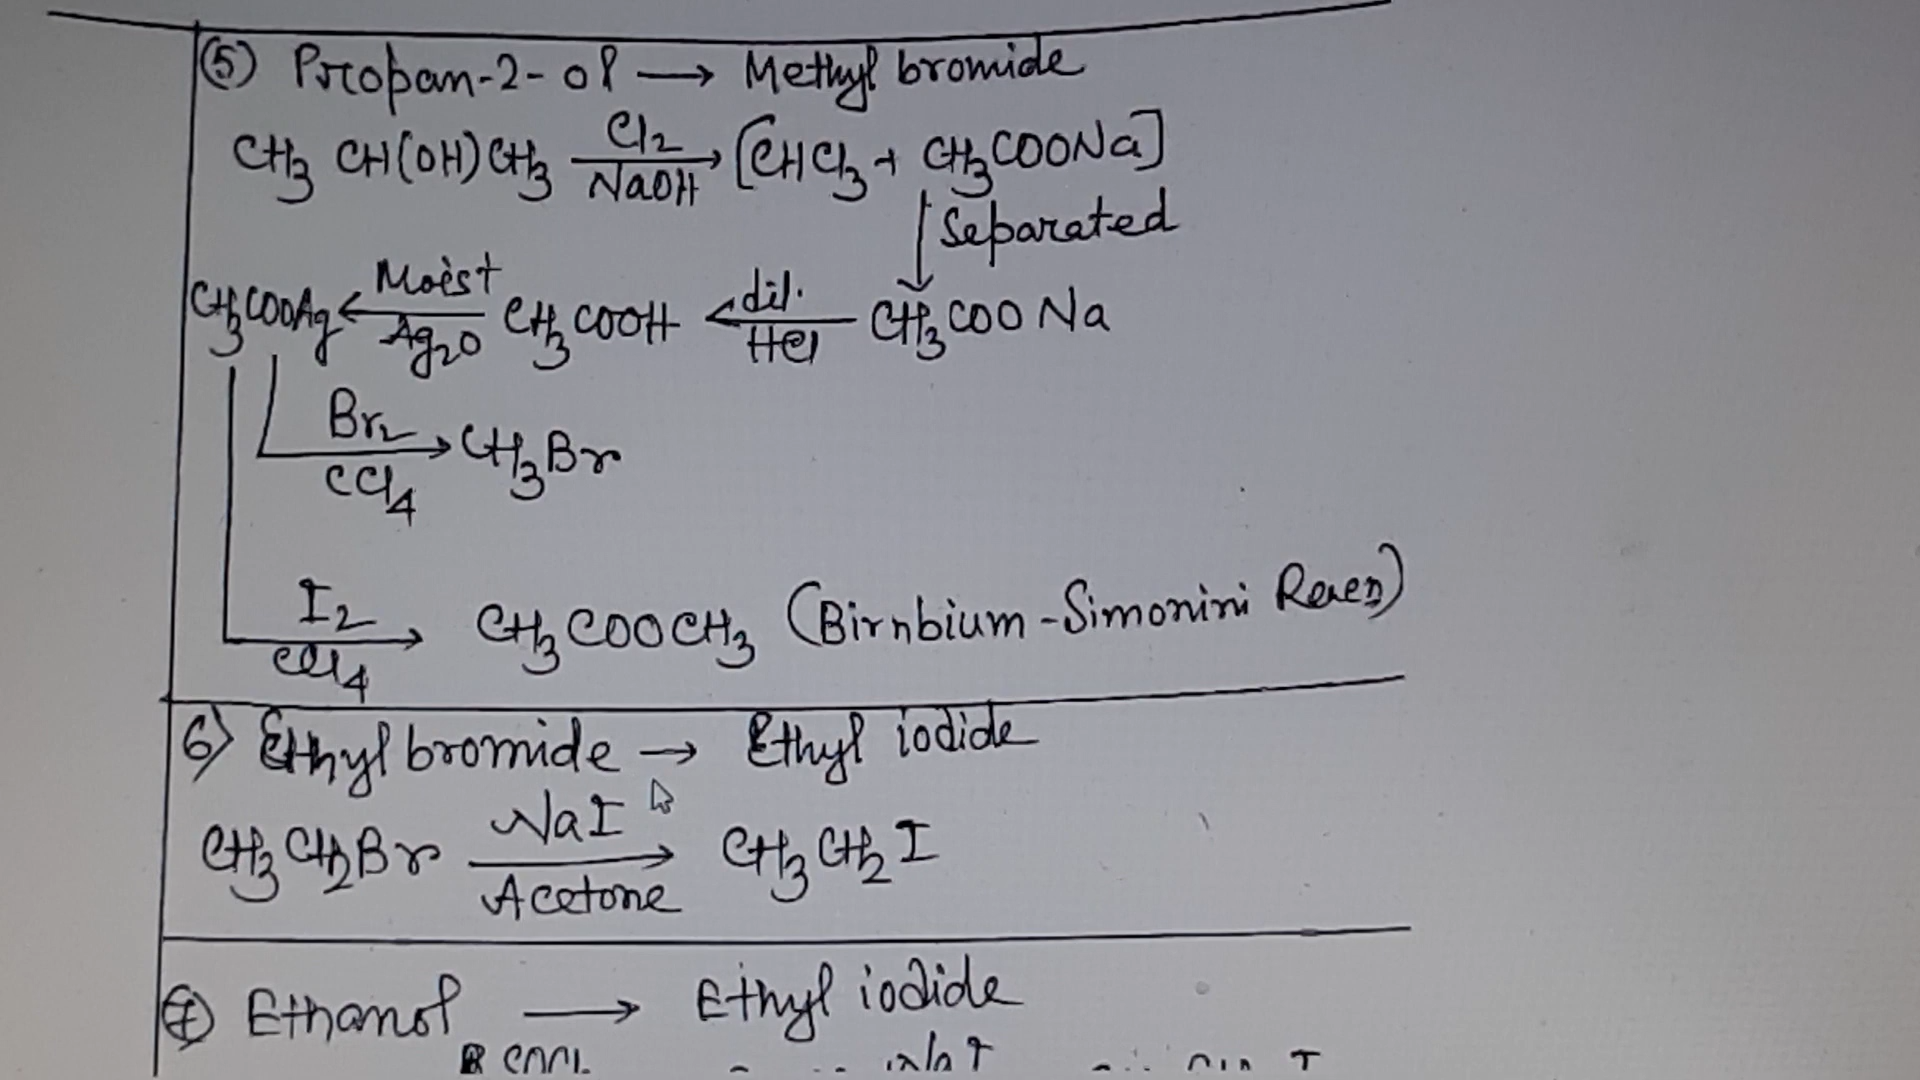 (5) Propan-2-ol → Methyl bromide
CH3 CH(OH)CH3 Cl2 / NaOH → [CHCl3 + CH3COONa]
↓ Separated
CH3COOAg ← Moist / Ag2O CH3COOH ← dil. / HCl CH3COONa
Br2 / CCl4 → CH3Br
I2 / CCl4 → CH3COOCH3 (Birnbium-Simonini Reaen)
6) Ethyl bromide → Ethyl iodide
CH3CH2Br NaI / Acetone → CH3CH2I
(7) Ethanol → Ethyl iodide